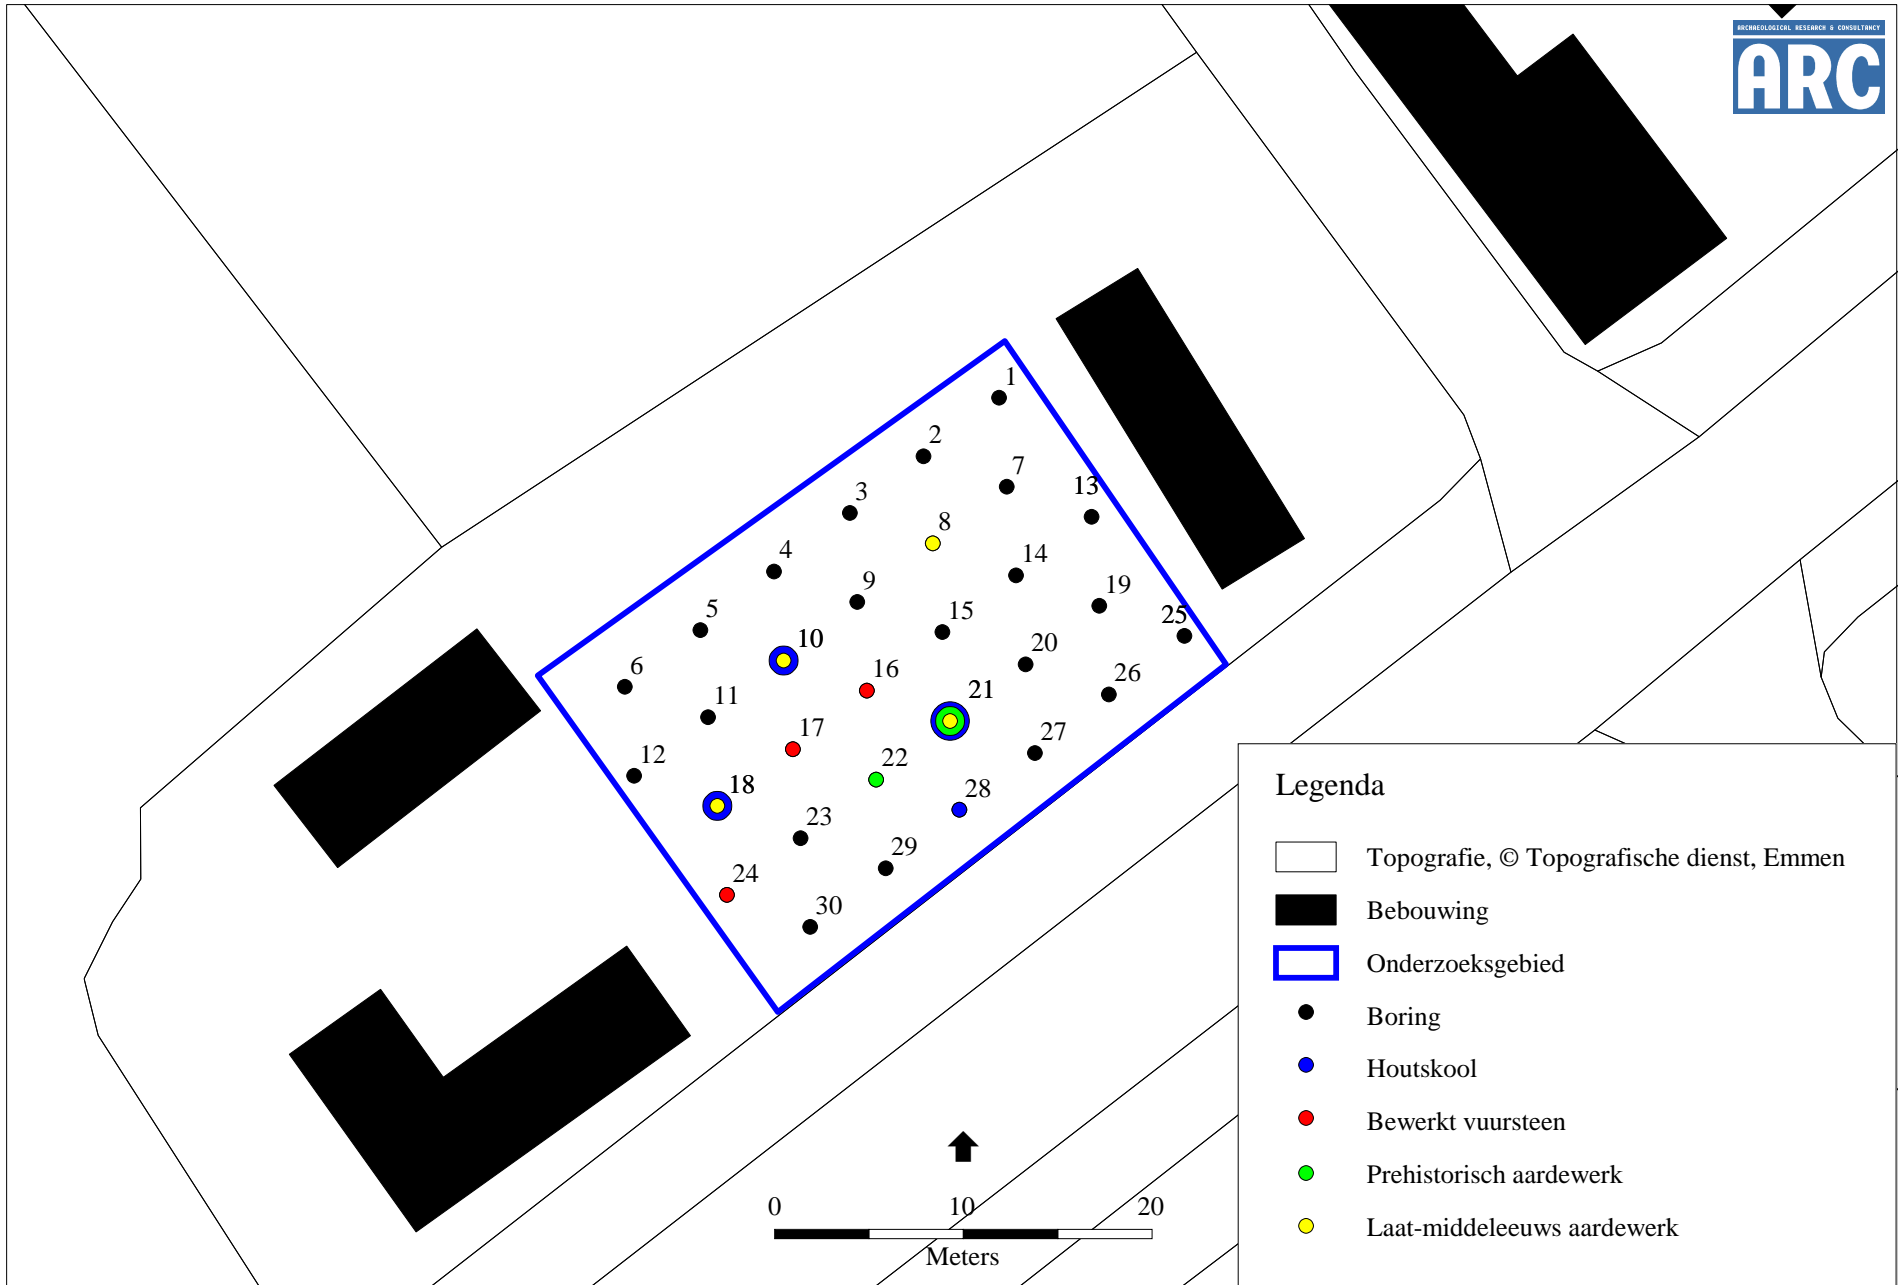 ARCHAEOLOGICAL RESEARCH & CONSULTANCY
ARC
1
2
7
3
13
8
4
14
9
19
5
15
25
10
20
6
16
26
11
21
17
27
12
22
18
28
23
29
24
30
Legenda
Topografie, © Topografische dienst, Emmen
Bebouwing
Onderzoeksgebied
Boring
Houtskool
Bewerkt vuursteen
Prehistorisch aardewerk
Laat-middeleeuws aardewerk
0 10 20
Meters